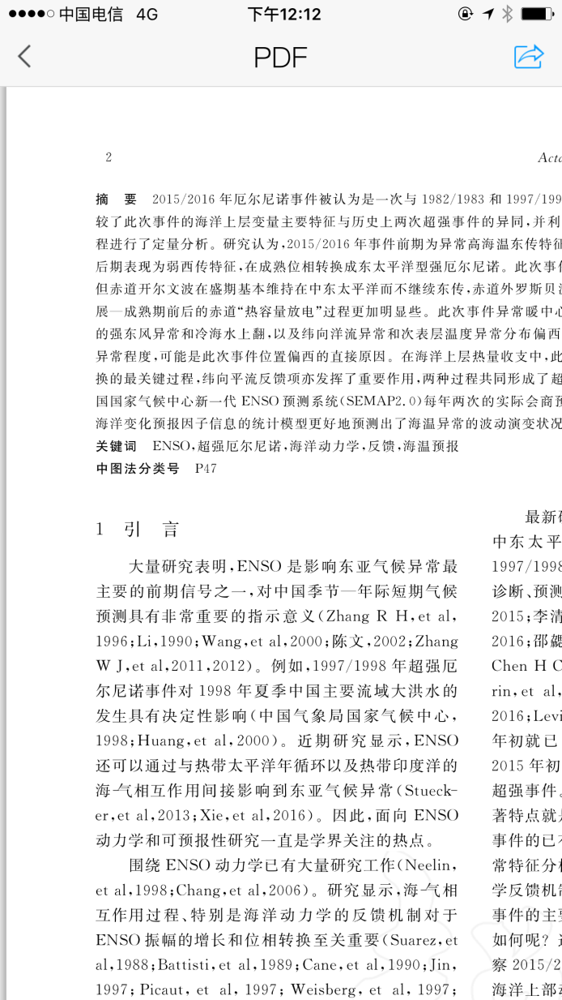 中国电信 4G 下午12:12
PDF
2 Acta
摘 要 2015/2016 年厄尔尼诺事件被认为是一次与 1982/1983 和 1997/199
较了此次事件的海洋上层变量主要特征与历史上两次超强事件的异同,并利
程进行了定量分析。研究认为,2015/2016 年事件前期为异常高海温东传特征
后期表现为弱西传特征,在成熟位相转换成东太平洋型强厄尔尼诺。此次事件
但赤道开尔文波在盛期基本维持在中东太平洋而不继续东传,赤道外罗斯贝波
展—成熟期前后的赤道“热容量放电”过程更加明显些。此次事件异常暖中心
的强东风异常和冷海水上翻,以及纬向洋流异常和次表层温度异常分布偏西
异常程度,可能是此次事件位置偏西的直接原因。在海洋上层热量收支中,此
换的最关键过程,纬向平流反馈项亦发挥了重要作用,两种过程共同形成了超
国国家气候中心新一代 ENSO 预测系统(SEMAP2.0)每年两次的实际会商预
海洋变化预报因子信息的统计模型更好地预测出了海温异常的波动演变状况
关键词 ENSO,超强厄尔尼诺,海洋动力学,反馈,海温预报
中图法分类号 P47
1 引 言
大量研究表明,ENSO 是影响东亚气候异常最
主要的前期信号之一,对中国季节—年际短期气候
预测具有非常重要的指示意义(Zhang R H,et al,
1996;Li,1990;Wang,et al,2000;陈文,2002;Zhang
W J,et al,2011,2012)。例如,1997/1998 年超强厄
尔尼诺事件对 1998 年夏季中国主要流域大洪水的
发生具有决定性影响(中国气象局国家气候中心,
1998;Huang,et al,2000)。近期研究显示,ENSO
还可以通过与热带太平洋年循环以及热带印度洋的
海-气相互作用间接影响到东亚气候异常(Stueck-
er,et al,2013;Xie,et al,2016)。因此,面向 ENSO
动力学和可预报性研究一直是学界关注的热点。
围绕 ENSO 动力学已有大量研究工作(Neelin,
et al,1998;Chang,et al,2006)。研究显示,海-气相
互作用过程、特别是海洋动力学的反馈机制对于
ENSO 振幅的增长和位相转换至关重要(Suarez,et
al,1988;Battisti,et al,1989;Cane,et al,1990;Jin,
1997; Picaut, et al, 1997; Weisberg, et al, 1997;
最新研
中东太平
1997/1998
诊断、预测
2015;李清
2016;邵勰
Chen H C
rin,et al,
2016;Levi
年初就已
2015 年初
超强事件。
著特点就是
事件的已有
常特征分析
学反馈机制
事件的主要
如何呢?
察 2015/2
海洋上部